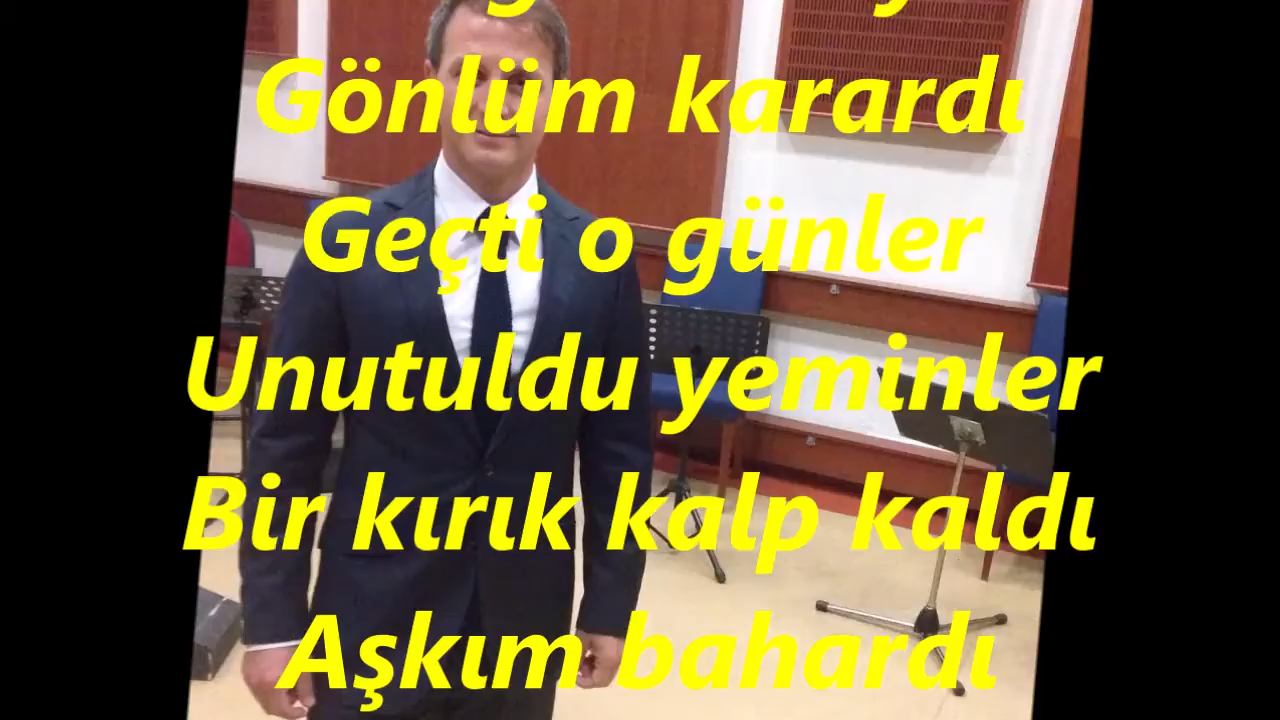 Gönlüm karardı
Geçti o günler
Unutuldu yeminler
Bir kırık kalp kaldı
Aşkım bahardı